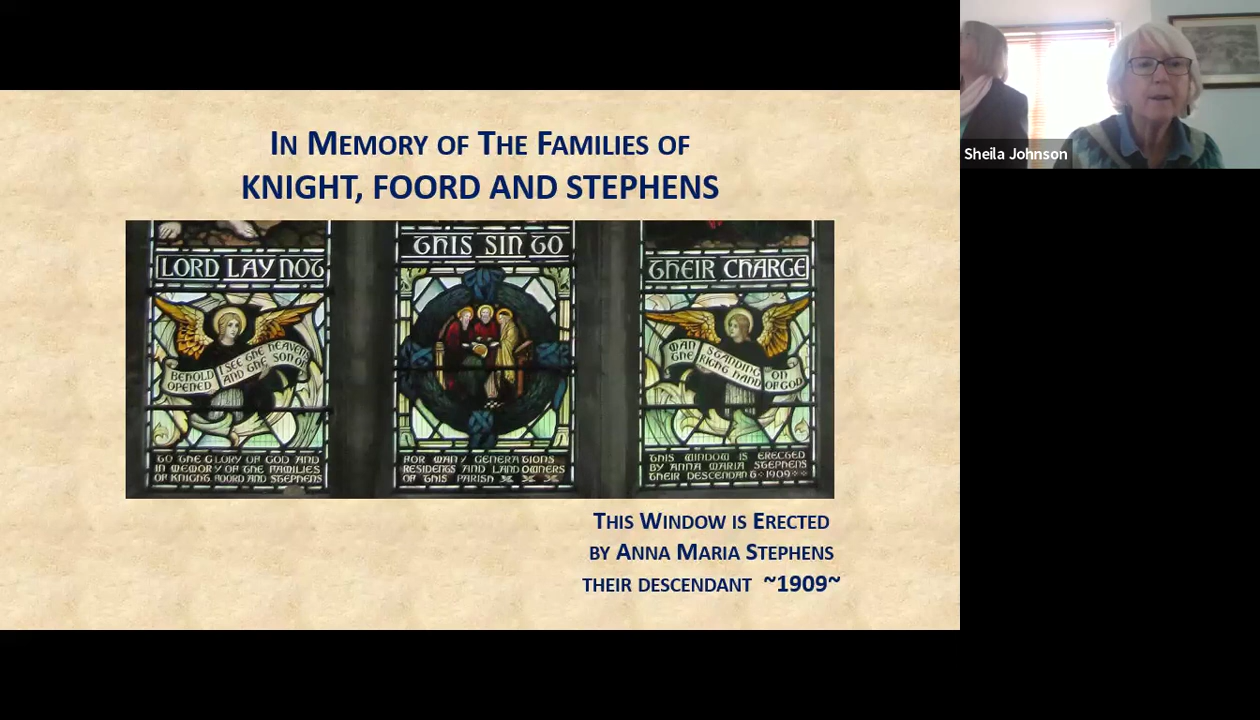 IN MEMORY OF THE FAMILIES OF
KNIGHT, FOORD AND STEPHENS
LORD LAY NOT
THIS SIN TO
THEIR CHARGE
BEHOLD
OPENED
I SEE THE HEAVENS
AND THE SON OF
MAN
THE
STANDING
RIGHT HAND
ON
OF GOD
TO THE GLORY OF GOD AND
IN MEMORY OF THE FAMILIES
OF KNIGHT FOORD AND STEPHENS
FOR MANY GENERATIONS
RESIDENTS AND LANDOWNERS
OF THIS PARISH
THIS WINDOW IS ERECTED
BY ANNA MARIA STEPHENS
THEIR DESCENDANT 1909
THIS WINDOW IS ERECTED
BY ANNA MARIA STEPHENS
THEIR DESCENDANT ~1909~
Sheila Johnson